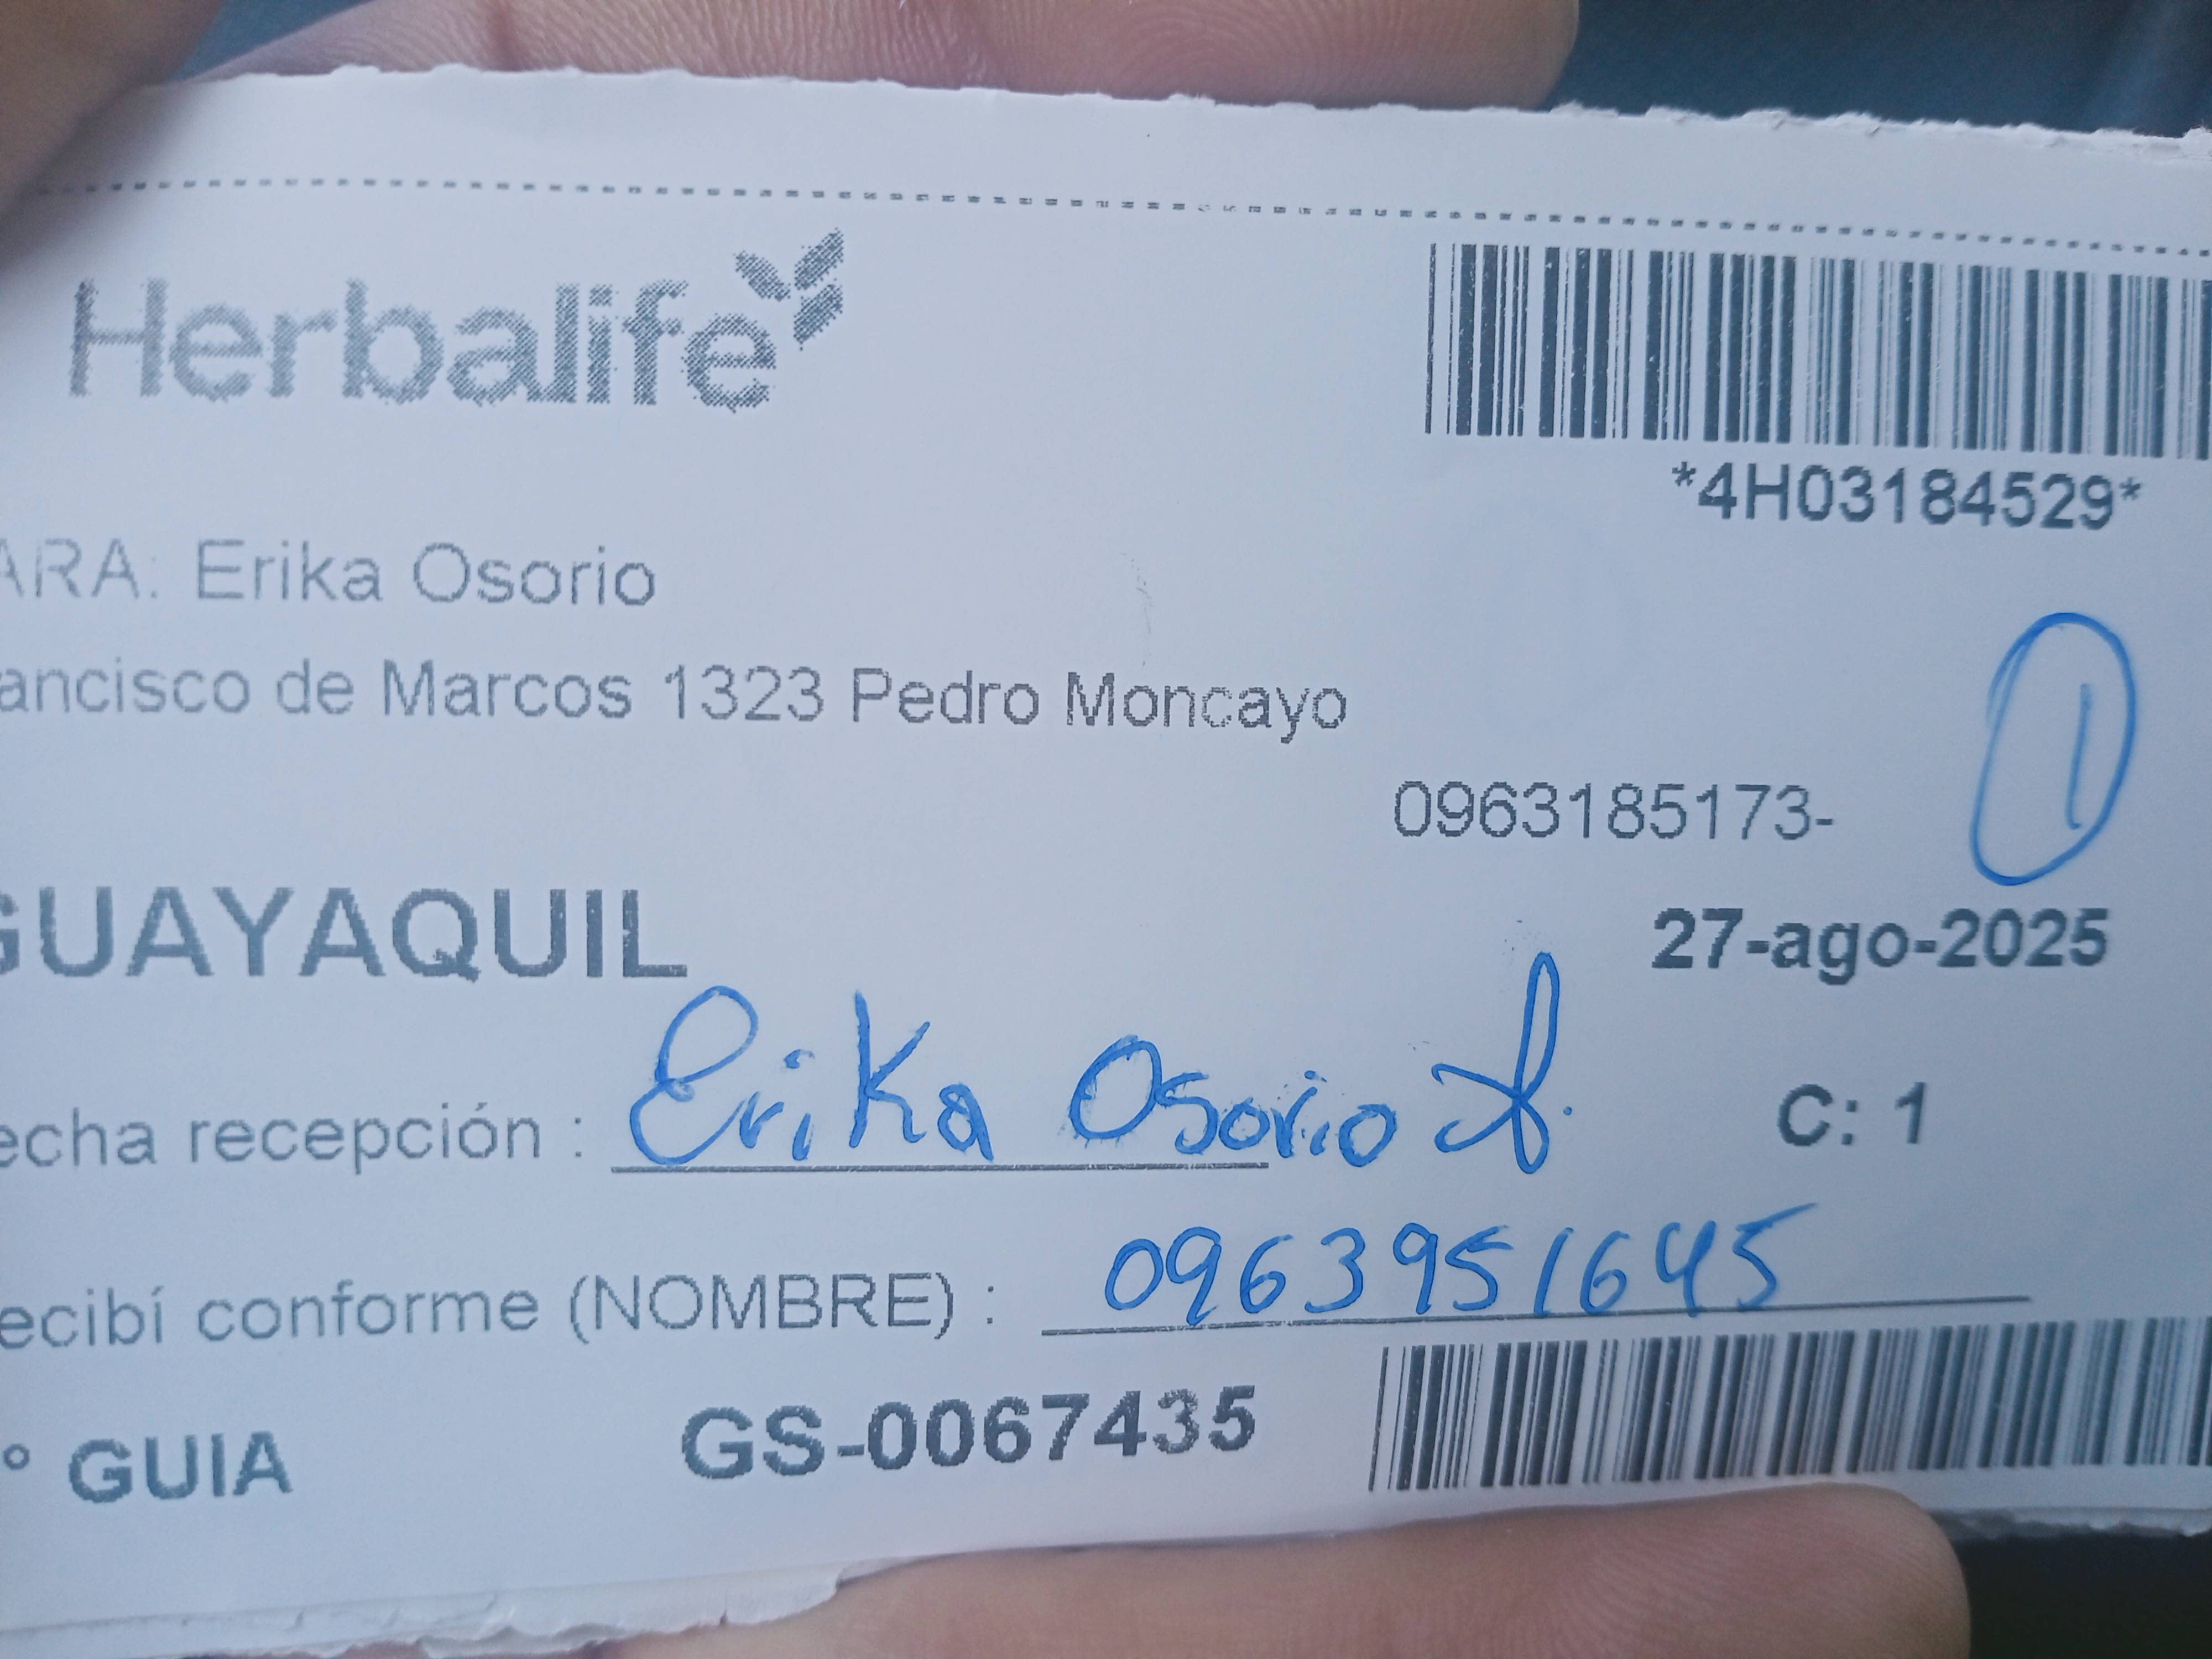 Herbalife
*4H03184529*
ARA: Erika Osorio
ancisco de Marcos 1323 Pedro Moncayo
1
0963185173-
GUAYAQUIL
27-ago-2025
echa recepción : Erika Osorio
C: 1
ecibí conforme (NOMBRE) : 0963951645
° GUIA GS-0067435